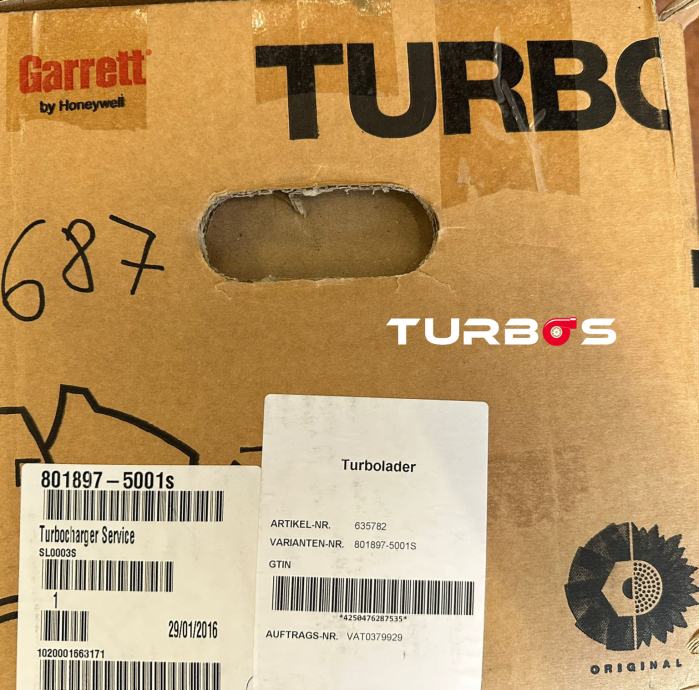 Garrett
by Honeywell
TURBO
687
TURBOS
801897-5001s
Turbocharger Service
SL0003S
1
29/01/2016
1020001663171
Turbolader
ARTIKEL-NR. 635782
VARIANTEN-NR. 801897-5001S
GTIN
*4250476287535*
AUFTRAGS-NR. VAT0379929
ORIGINAL